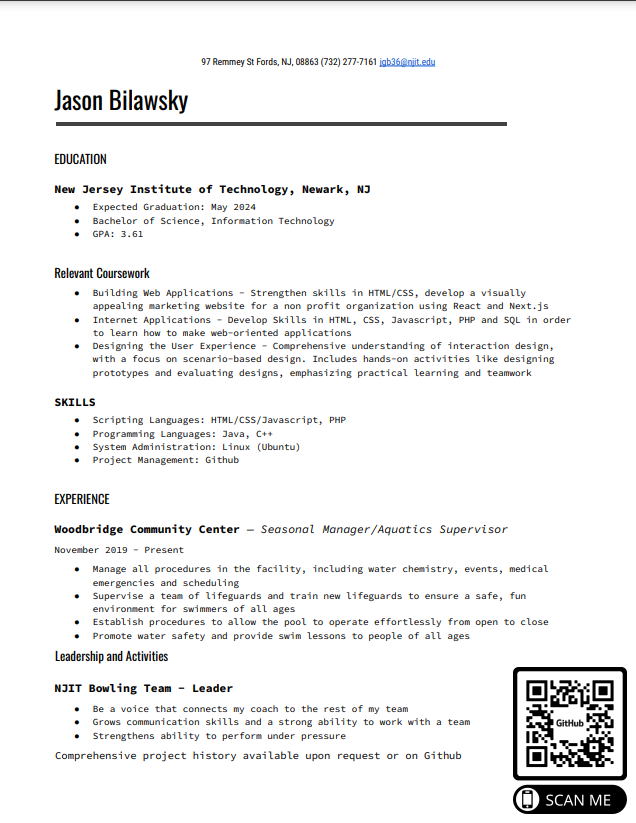 97 Remmey St Fords, NJ, 08863 (732) 277-7161 jgb36@njit.edu
Jason Bilawsky
EDUCATION
New Jersey Institute of Technology, Newark, NJ
● Expected Graduation: May 2024
● Bachelor of Science, Information Technology
● GPA: 3.61
Relevant Coursework
● Building Web Applications - Strengthen skills in HTML/CSS, develop a visually
appealing marketing website for a non profit organization using React and Next.js
● Internet Applications - Develop Skills in HTML, CSS, Javascript, PHP and SQL in order
to learn how to make web-oriented applications
● Designing the User Experience - Comprehensive understanding of interaction design,
with a focus on scenario-based design. Includes hands-on activities like designing
prototypes and evaluating designs, emphasizing practical learning and teamwork
SKILLS
● Scripting Languages: HTML/CSS/Javascript, PHP
● Programming Languages: Java, C++
● System Administration: Linux (Ubuntu)
● Project Management: Github
EXPERIENCE
Woodbridge Community Center — Seasonal Manager/Aquatics Supervisor
November 2019 - Present
● Manage all procedures in the facility, including water chemistry, events, medical
emergencies and scheduling
● Supervise a team of lifeguards and train new lifeguards to ensure a safe, fun
environment for swimmers of all ages
● Establish procedures to allow the pool to operate effortlessly from open to close
● Promote water safety and provide swim lessons to people of all ages
Leadership and Activities
NJIT Bowling Team - Leader
● Be a voice that connects my coach to the rest of my team
● Grows communication skills and a strong ability to work with a team
● Strengthens ability to perform under pressure
Comprehensive project history available upon request or on Github
GitHub
SCAN ME